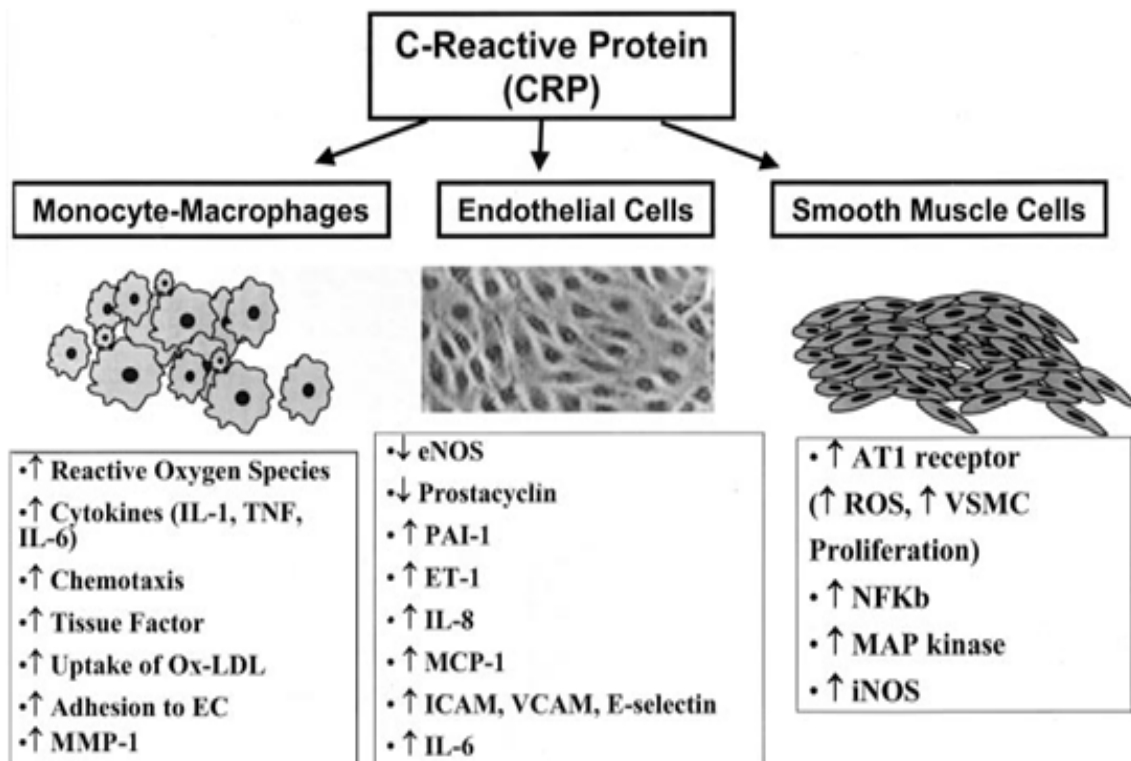 C-Reactive Protein
(CRP)
Monocyte-Macrophages
Endothelial Cells
Smooth Muscle Cells
•↑ Reactive Oxygen Species
•↑ Cytokines (IL-1, TNF,
IL-6)
•↑ Chemotaxis
•↑ Tissue Factor
•↑ Uptake of Ox-LDL
•↑ Adhesion to EC
•↑ MMP-1
•↓ eNOS
•↓ Prostacyclin
•↑ PAI-1
•↑ ET-1
•↑ IL-8
•↑ MCP-1
•↑ ICAM, VCAM, E-selectin
•↑ IL-6
•↑ AT1 receptor
(↑ ROS, ↑ VSMC
Proliferation)
•↑ NFKb
•↑ MAP kinase
•↑ iNOS